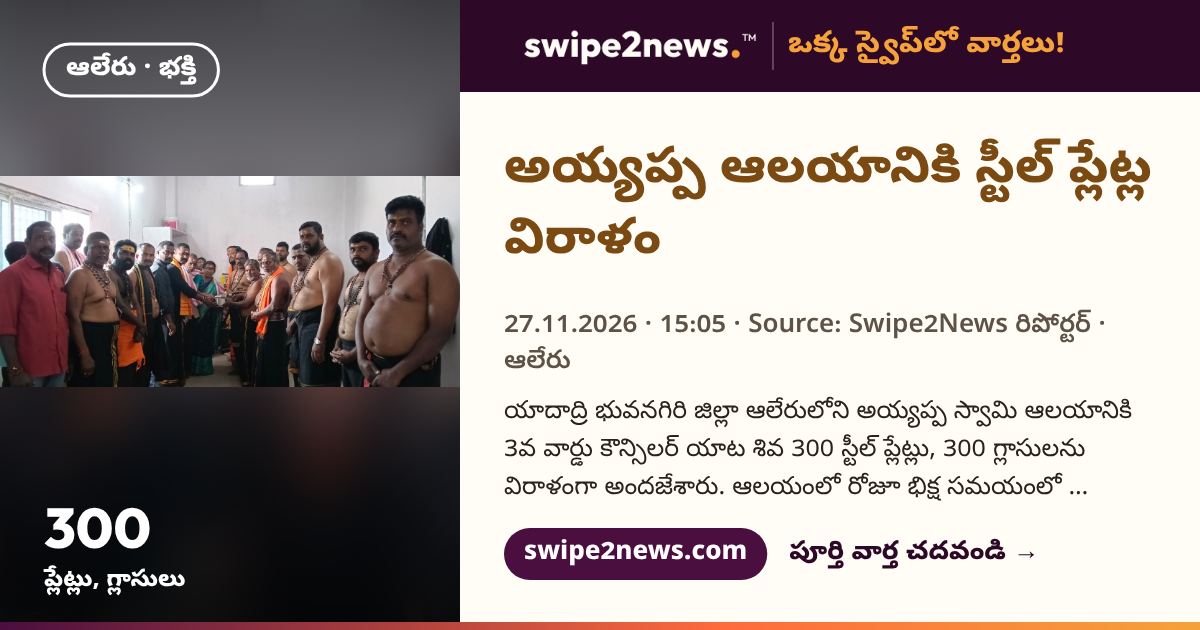 ఆలేరు · భక్తి
swipe2news.™
ఒక్క స్వైప్‌లో వార్తలు!
అయ్యప్ప ఆలయానికి స్టీల్ ప్లేట్ల
విరాళం
27.11.2026 · 15:05 · Source: Swipe2News రిపోర్టర్ ·
ఆలేరు
యాదాద్రి భువనగిరి జిల్లా ఆలేరులోని అయ్యప్ప స్వామి ఆలయానికి
3వ వార్డు కౌన్సిలర్ యాట శివ 300 స్టీల్ ప్లేట్లు, 300 గ్లాసులను
విరాళంగా అందజేశారు. ఆలయంలో రోజూ భిక్ష సమయంలో ...
300
ప్లేట్లు, గ్లాసులు
swipe2news.com
పూర్తి వార్త చదవండి →